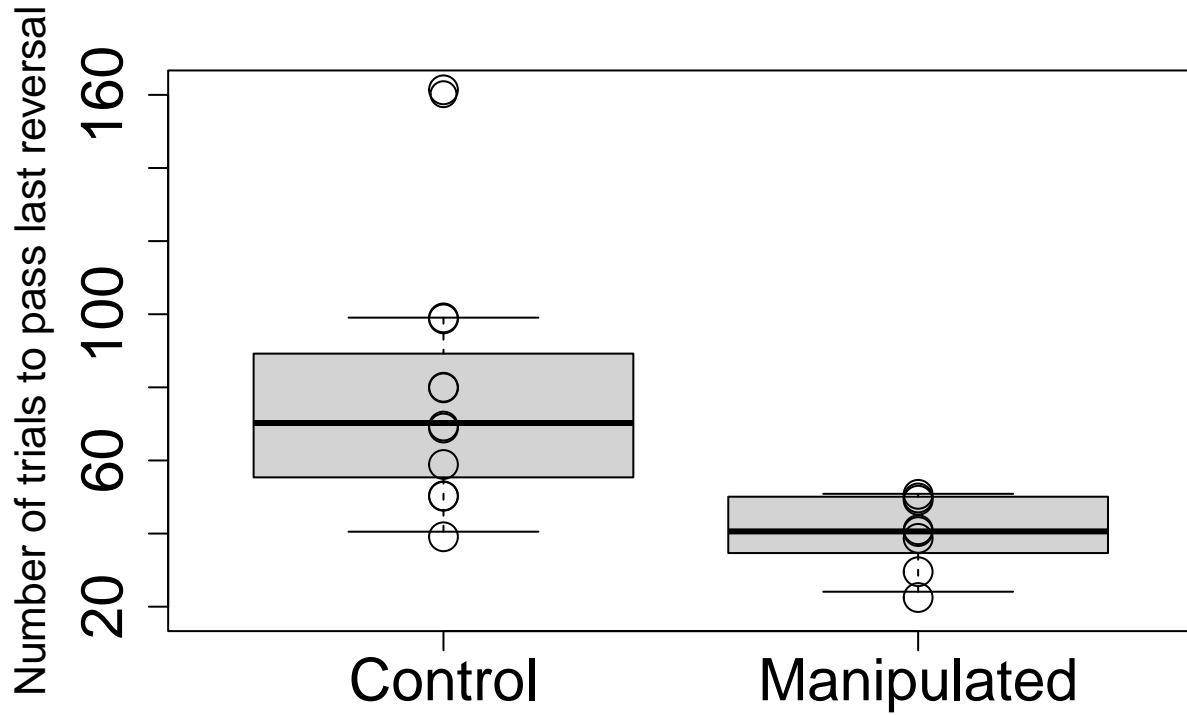 Number of trials to pass last reversal
160
100
60
20
Control
Manipulated